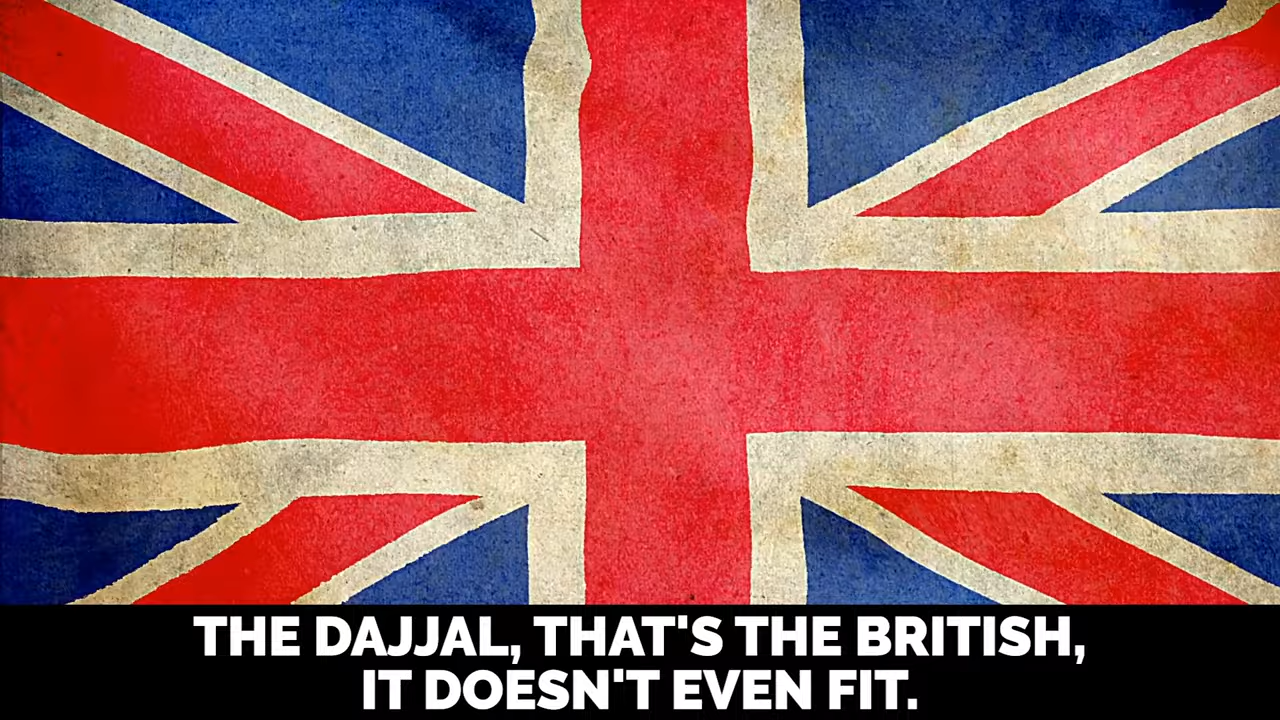 THE DAJJAL, THAT'S THE BRITISH,
IT DOESN'T EVEN FIT.